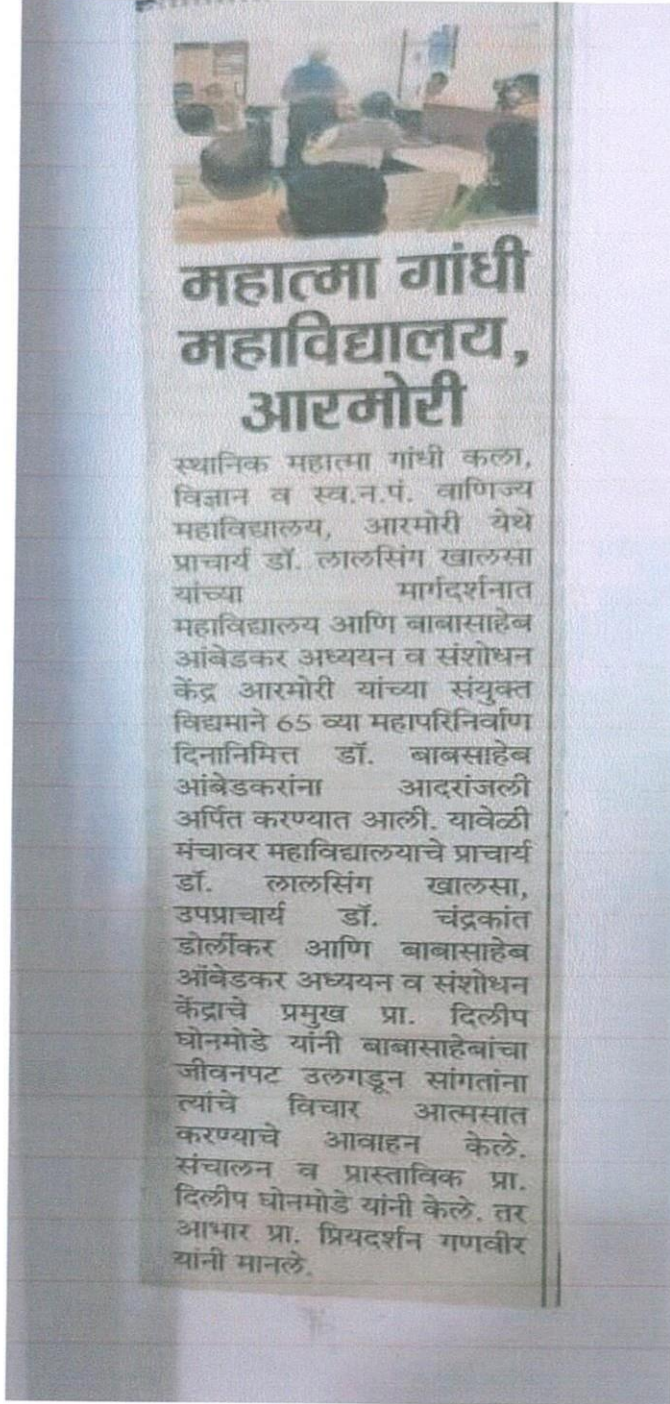 महात्मा गांधी
महाविद्यालय,
आरमोरी
स्थानिक महात्मा गांधी कला,
विज्ञान व स्व.न.पं. वाणिज्य
महाविद्यालय, आरमोरी येथे
प्राचार्य डॉ. लालसिंग खालसा
यांच्या मार्गदर्शनात
महाविद्यालय आणि बाबासाहेब
आंबेडकर अध्ययन व संशोधन
केंद्र आरमोरी यांच्या संयुक्त
विद्यमाने 65 व्या महापरिनिर्वाण
दिनानिमित्त डॉ. बाबसाहेब
आंबेडकरांना आदरांजली
अर्पित करण्यात आली. यावेळी
मंचावर महाविद्यालयाचे प्राचार्य
डॉ. लालसिंग खालसा,
उपप्राचार्य डॉ. चंद्रकांत
डोर्लीकर आणि बाबासाहेब
आंबेडकर अध्ययन व संशोधन
केंद्राचे प्रमुख प्रा. दिलीप
घोनमोडे यांनी बाबासाहेबांचा
जीवनपट उलगडून सांगतांना
त्यांचे विचार आत्मसात
करण्याचे आवाहन केले.
संचालन व प्रास्ताविक प्रा.
दिलीप घोनमोडे यांनी केले. तर
आभार प्रा. प्रियदर्शन गणवीर
यांनी मानले.